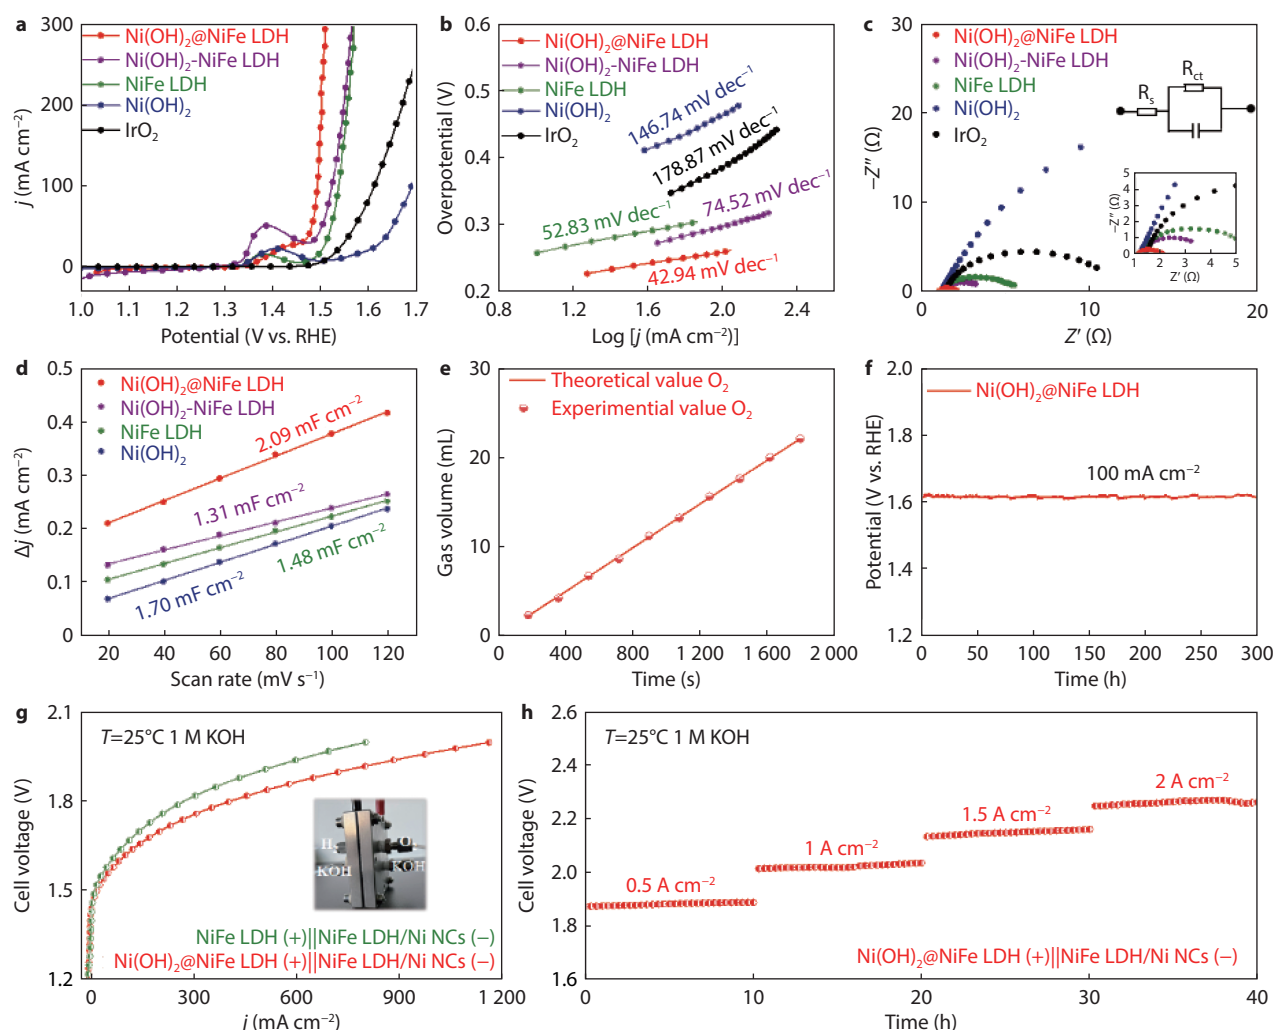 a
300
200
100
0
j (mA cm⁻²)
1.0 1.1 1.2 1.3 1.4 1.5 1.6 1.7
Potential (V vs. RHE)
Ni(OH)₂@NiFe LDH
Ni(OH)₂-NiFe LDH
NiFe LDH
Ni(OH)₂
IrO₂
b
0.6
0.5
0.4
0.3
0.2
Overpotential (V)
0.8 1.2 1.6 2.0 2.4 2.8
Log [j (mA cm⁻²)]
Ni(OH)₂@NiFe LDH
Ni(OH)₂-NiFe LDH
NiFe LDH
Ni(OH)₂
IrO₂
146.74 mV dec⁻¹
178.87 mV dec⁻¹
52.83 mV dec⁻¹
74.52 mV dec⁻¹
42.94 mV dec⁻¹
c
−30
−20
−10
0
−Z″ (Ω)
0 10 20
Z′ (Ω)
Ni(OH)₂@NiFe LDH
Ni(OH)₂-NiFe LDH
NiFe LDH
Ni(OH)₂
IrO₂
Rct
Rs
5
4
3
2
1
0
−Z″ (Ω)
1 2 3 4 5
Z′ (Ω)
d
0.5
0.4
0.3
0.2
0.1
0
Δj (mA cm⁻²)
20 40 60 80 100 120
Scan rate (mV s⁻¹)
Ni(OH)₂@NiFe LDH
Ni(OH)₂-NiFe LDH
NiFe LDH
Ni(OH)₂
2.09 mF cm⁻²
1.31 mF cm⁻²
1.48 mF cm⁻²
1.70 mF cm⁻²
e
30
20
10
0
Gas volume (mL)
0 400 800 1 200 1 600 2 000
Time (s)
Theoretical value O₂
Experimential value O₂
f
2.0
1.8
1.6
1.4
1.2
Potential (V vs. RHE)
0 50 100 150 200 250 300
Time (h)
Ni(OH)₂@NiFe LDH
100 mA cm⁻²
g
2.1
1.8
1.5
1.2
Cell voltage (V)
0 300 600 900 1 200
j (mA cm⁻²)
T=25°C 1 M KOH
KOH
KOH
NiFe LDH (+)||NiFe LDH/Ni NCs (−)
Ni(OH)₂@NiFe LDH (+)||NiFe LDH/Ni NCs (−)
h
2.6
2.4
2.2
2.0
1.8
1.6
Cell voltage (V)
0 10 20 30 40
Time (h)
T=25°C 1 M KOH
0.5 A cm⁻²
1 A cm⁻²
1.5 A cm⁻²
2 A cm⁻²
Ni(OH)₂@NiFe LDH (+)||NiFe LDH/Ni NCs (−)